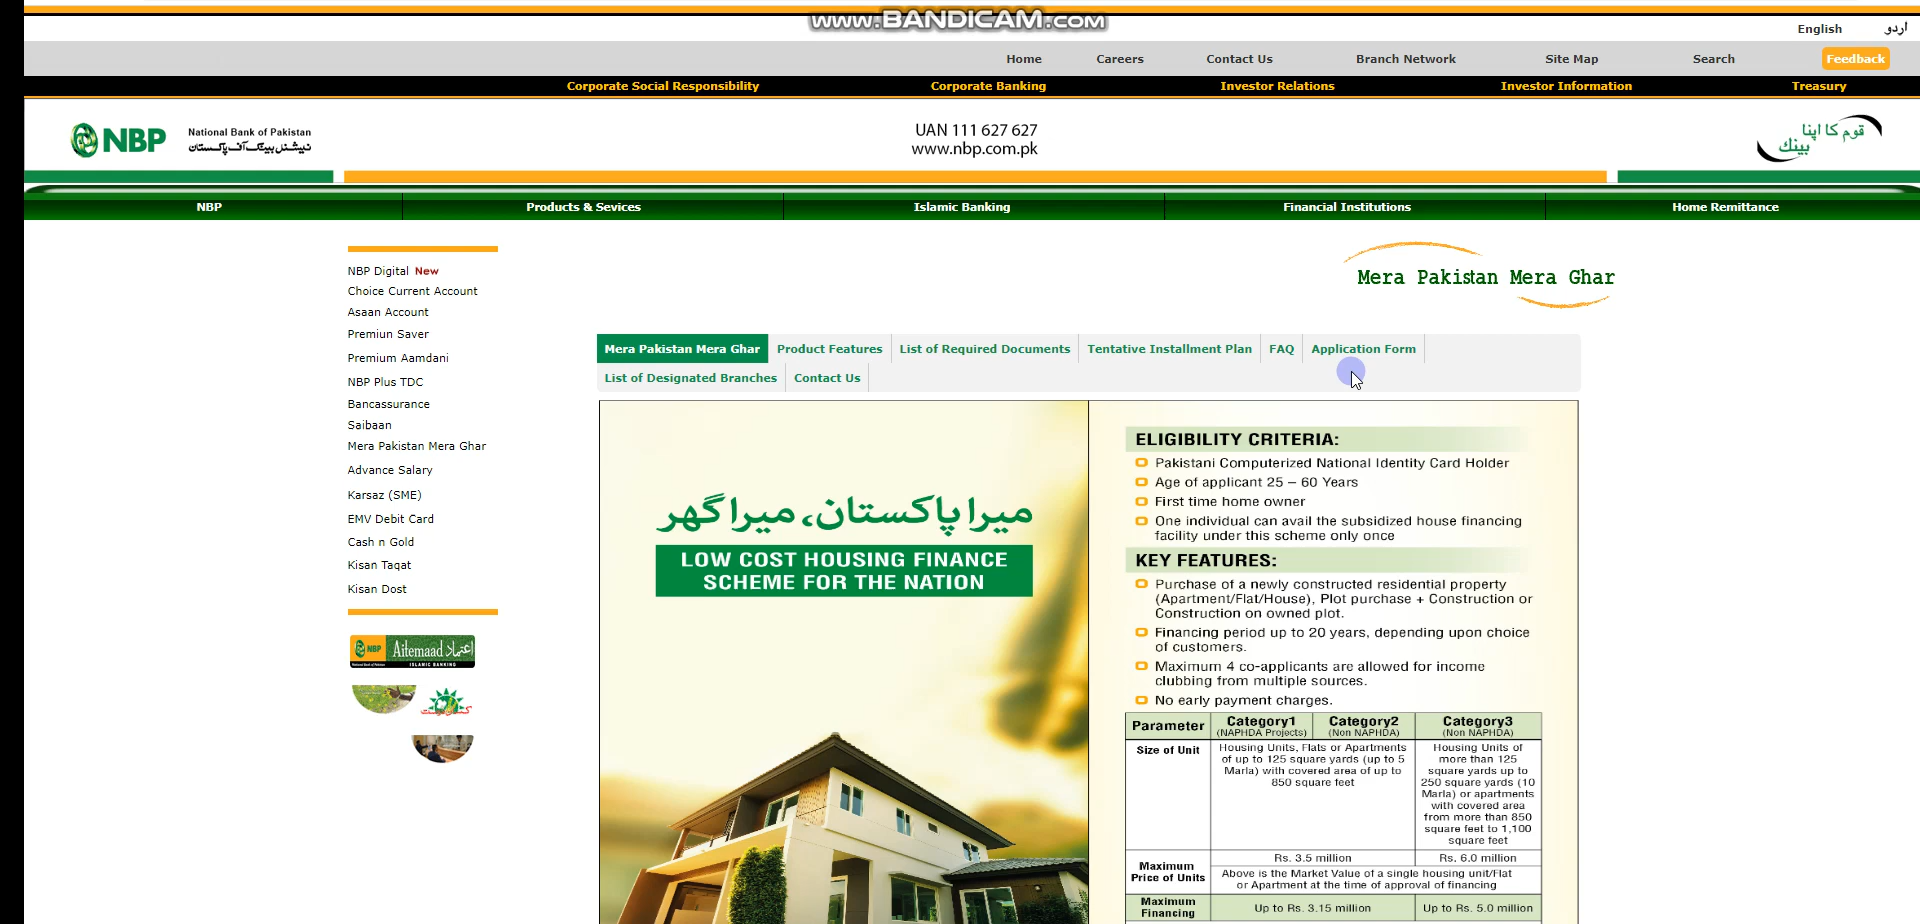 www.BANDICAM.com
English
اردو
Home
Careers
Contact Us
Branch Network
Site Map
Search
Feedback
Corporate Social Responsibility
Corporate Banking
Investor Relations
Investor Information
Treasury
NBP
National Bank of Pakistan
نیشنل بینک آف پاکستان
UAN 111 627 627
www.nbp.com.pk
قوم کا اپنا
بینک
NBP
Products & Sevices
Islamic Banking
Financial Institutions
Home Remittance
NBP Digital New
Choice Current Account
Asaan Account
Premiun Saver
Premium Aamdani
NBP Plus TDC
Bancassurance
Saibaan
Mera Pakistan Mera Ghar
Advance Salary
Karsaz (SME)
EMV Debit Card
Cash n Gold
Kisan Taqat
Kisan Dost
NBP
Aitemaad اعتماد
ISLAMIC BANKING
Mera Pakistan Mera Ghar
Mera Pakistan Mera Ghar
Product Features
List of Required Documents
Tentative Installment Plan
FAQ
Application Form
List of Designated Branches
Contact Us
میرا پاکستان، میرا گھر
LOW COST HOUSING FINANCE
SCHEME FOR THE NATION
ELIGIBILITY CRITERIA:
Pakistani Computerized National Identity Card Holder
Age of applicant 25 – 60 Years
First time home owner
One individual can avail the subsidized house financing
facility under this scheme only once
KEY FEATURES:
Purchase of a newly constructed residential property
(Apartment/Flat/House), Plot purchase + Construction or
Construction on owned plot.
Financing period up to 20 years, depending upon choice
of customers.
Maximum 4 co-applicants are allowed for income
clubbing from multiple sources.
No early payment charges.
Parameter
Category1
(NAPHDA Projects)
Category2
(Non NAPHDA)
Category3
(Non NAPHDA)
Size of Unit
Housing Units, Flats or Apartments
of up to 125 square yards (up to 5
Marla) with covered area of up to
850 square feet
Housing Units of
more than 125
square yards up to
250 square yards (10
Marla) or apartments
with covered area
from more than 850
square feet to 1,100
square feet
Maximum
Price of Units
Rs. 3.5 million
Rs. 6.0 million
Above is the Market Value of a single housing unit/Flat
or Apartment at the time of approval of financing
Maximum
Financing
Up to Rs. 3.15 million
Up to Rs. 5.0 million